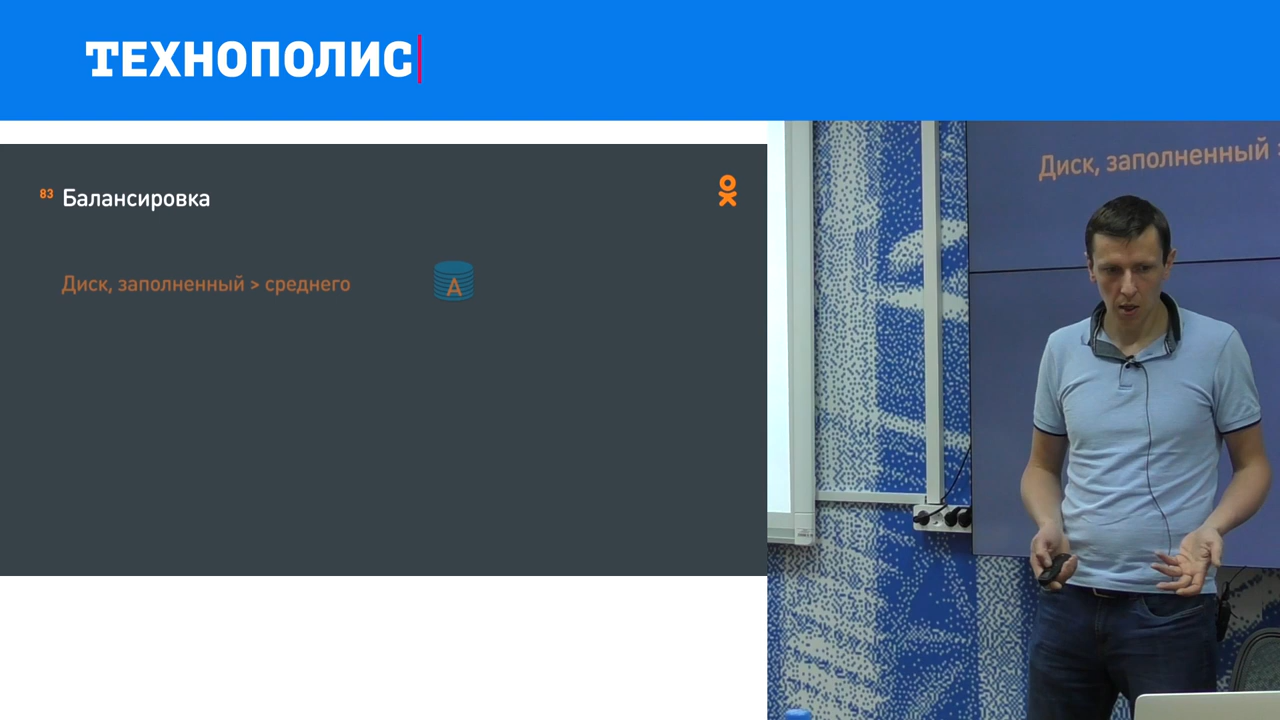 ТЕХНОПОЛИС
83 Балансировка
Диск, заполненный > среднего
A
Диск, заполненный